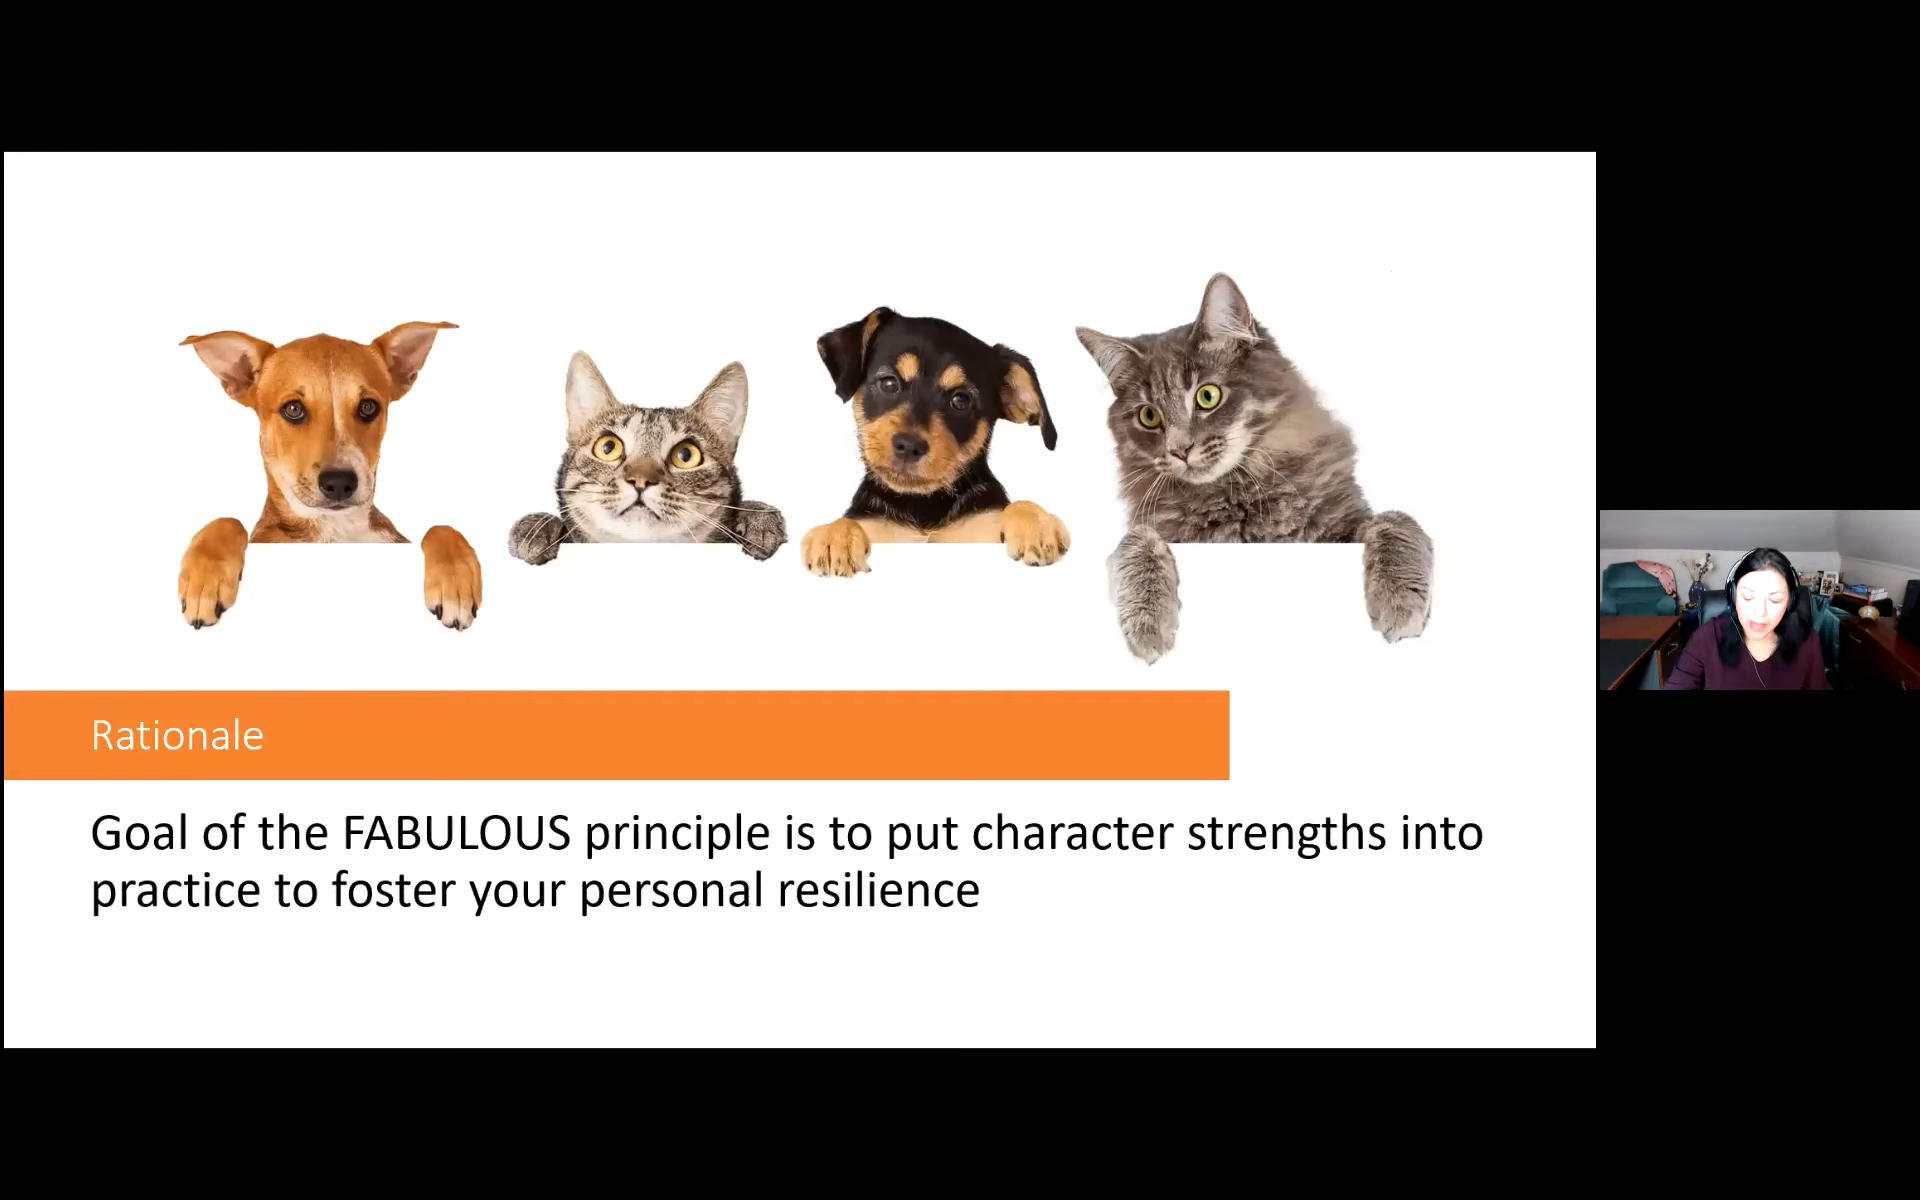 Rationale
Goal of the FABULOUS principle is to put character strengths into
practice to foster your personal resilience